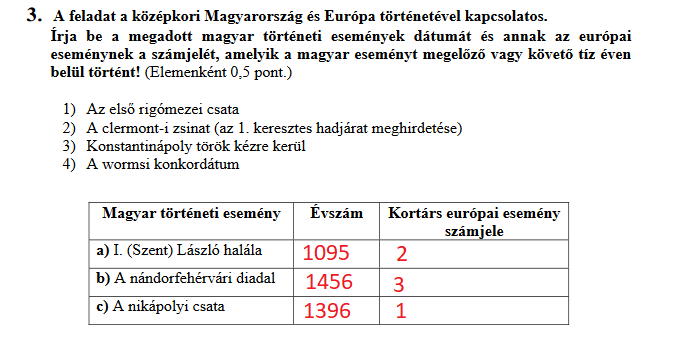 3. A feladat a középkori Magyarország és Európa történetével kapcsolatos.
Írja be a megadott magyar történeti események dátumát és annak az európai
eseménynek a számjelét, amelyik a magyar eseményt megelőző vagy követő tíz éven
belül történt! (Elemenként 0,5 pont.)
1) Az első rigómezei csata
2) A clermont-i zsinat (az 1. keresztes hadjárat meghirdetése)
3) Konstantinápoly török kézre kerül
4) A wormsi konkordátum
Magyar történeti esemény Évszám Kortárs európai esemény
számjele
a) I. (Szent) László halála 1095 2
b) A nándorfehérvári diadal 1456 3
c) A nikápolyi csata 1396 1